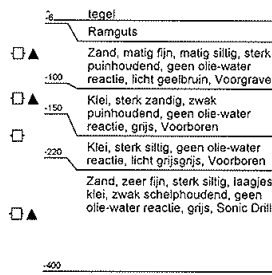 -6 tegel
Ramguts
Zand, matig fijn, matig siltig, sterk
puinhoudend, geen olie-water
-100 reactie, licht geelbruin, Voorgrave
Klei, sterk zandig, zwak
-150 puinhoudend, geen olie-water
reactie, grijs, Voorboren
Klei, sterk siltig, geen olie-water
-220 reactie, licht grijsgrijs, Voorboren
Zand, zeer fijn, sterk siltig, laagjes
klei, zwak schelphoudend, geen
olie-water reactie, grijs, Sonic Drill
-400